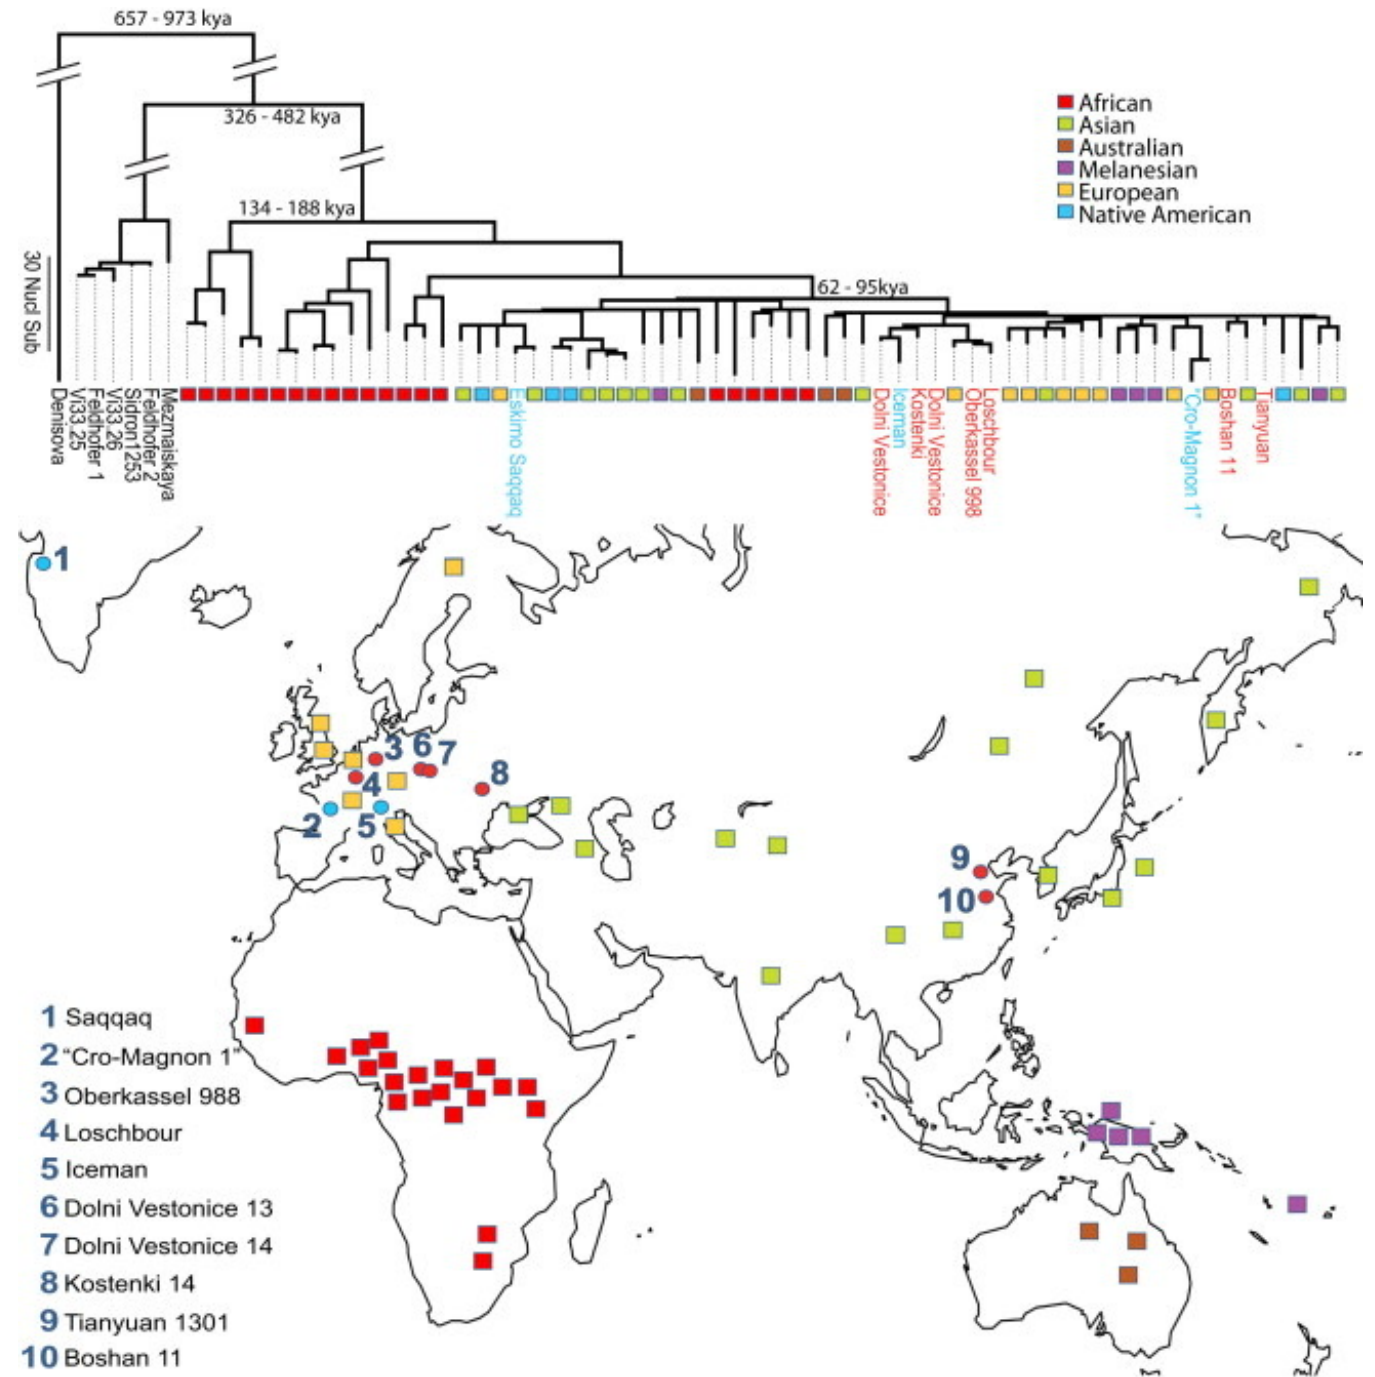 657 - 973 kya
326 - 482 kya
134 - 188 kya
62 - 95kya
African
Asian
Australian
Melanesian
European
Native American
30 Nucl Sub
Denisova
Vi33.25
Feldhofer 1
Vi33.26
Sidron1253
Feldhofer 2
Mezmaiskaya
Eskimo Saqqaq
Dolni Vestonice
Iceman
Kostenki
Dolni Vestonice
Oberkassel 998
Loschbour
"Cro-Magnon 1"
Boshan 11
Tianyuan
1
2
3
4
5
6
7
8
9
10
1 Saqqaq
2 "Cro-Magnon 1"
3 Oberkassel 988
4 Loschbour
5 Iceman
6 Dolni Vestonice 13
7 Dolni Vestonice 14
8 Kostenki 14
9 Tianyuan 1301
10 Boshan 11